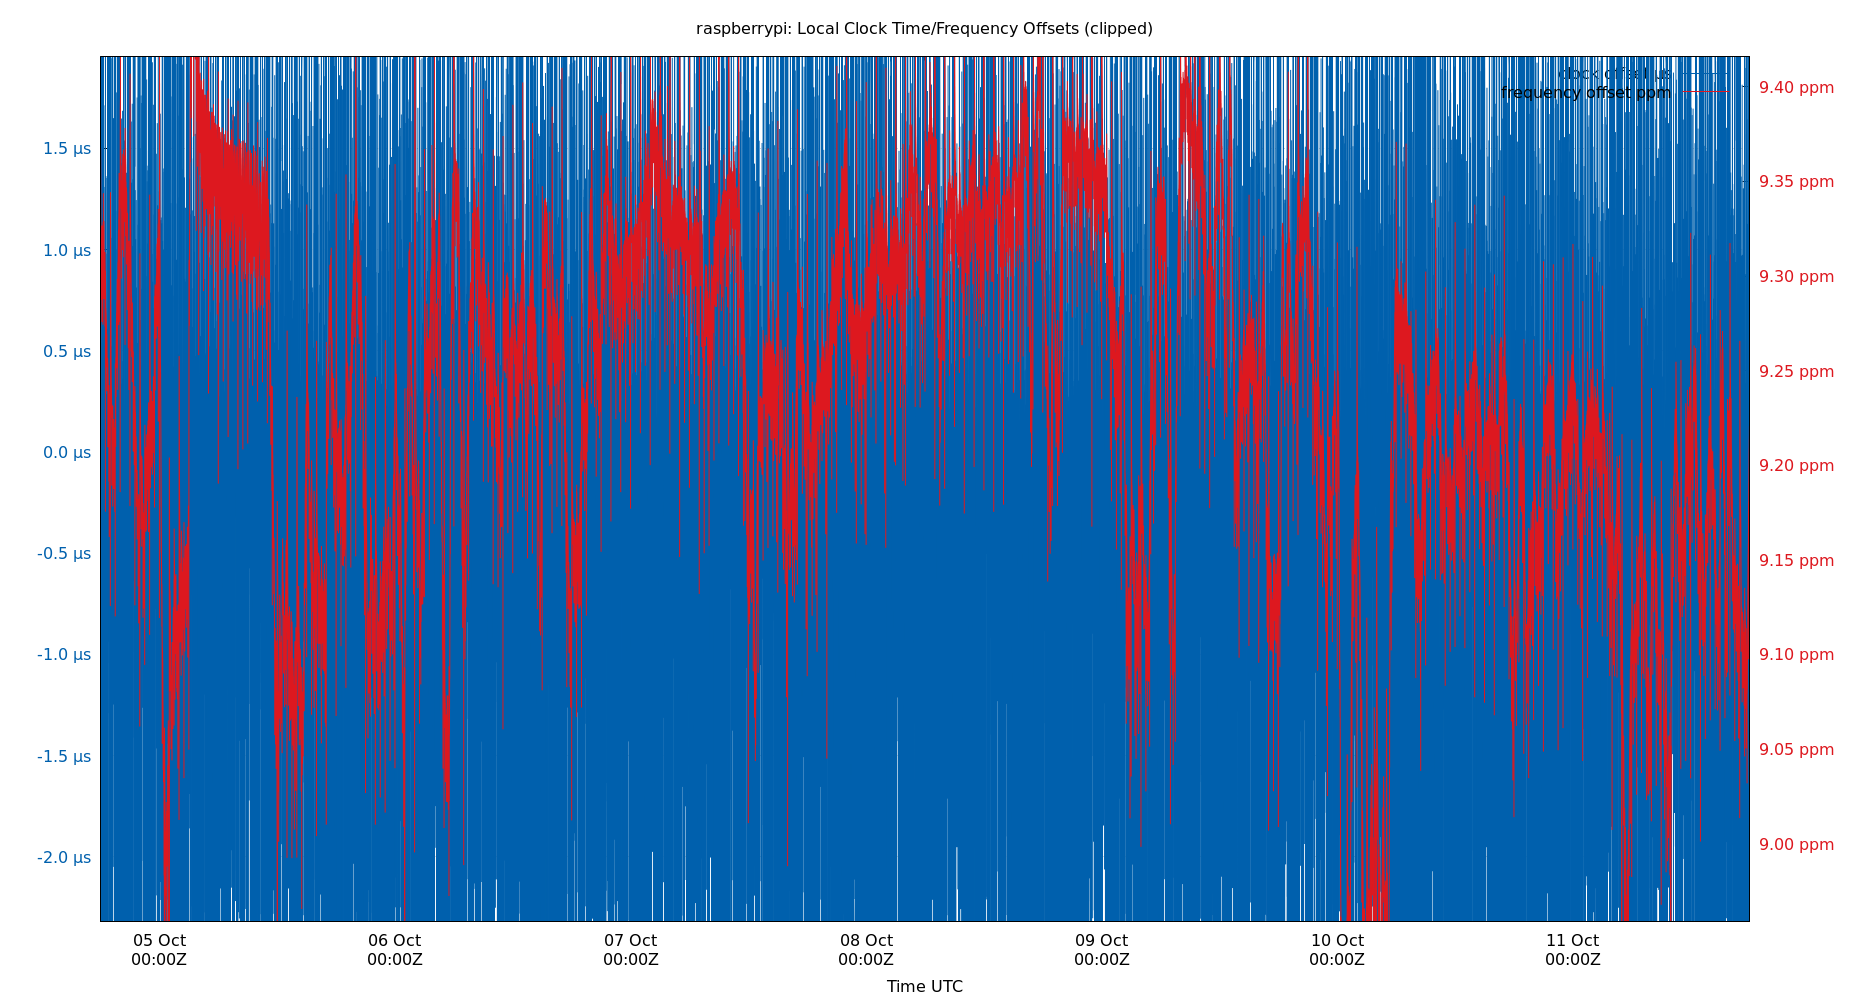 raspberrypi: Local Clock Time/Frequency Offsets (clipped)
clock offset µs
frequency offset ppm
1.5 µs
1.0 µs
0.5 µs
0.0 µs
-0.5 µs
-1.0 µs
-1.5 µs
-2.0 µs
9.40 ppm
9.35 ppm
9.30 ppm
9.25 ppm
9.20 ppm
9.15 ppm
9.10 ppm
9.05 ppm
9.00 ppm
05 Oct
00:00Z
06 Oct
00:00Z
07 Oct
00:00Z
08 Oct
00:00Z
09 Oct
00:00Z
10 Oct
00:00Z
11 Oct
00:00Z
Time UTC